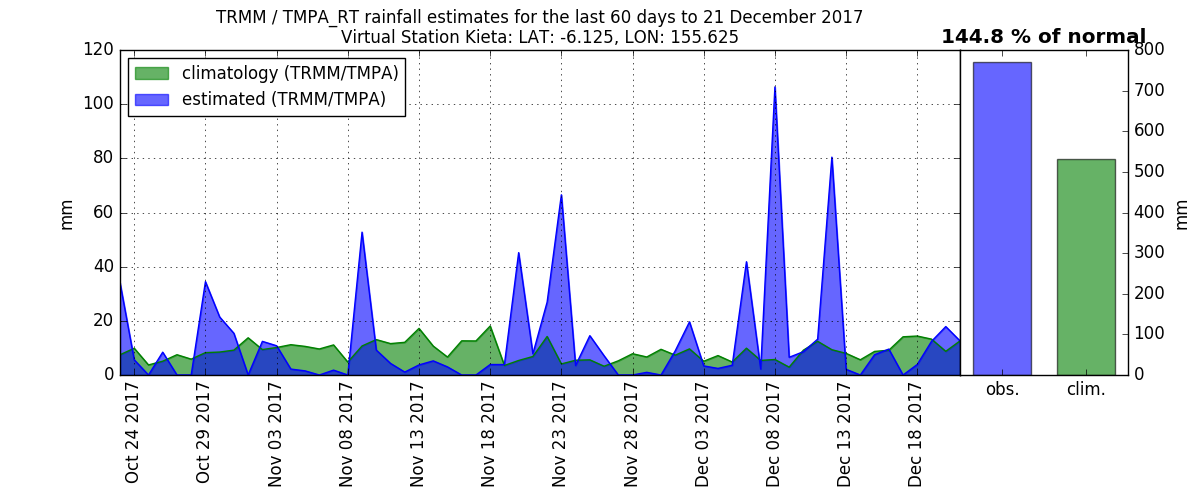 TRMM / TMPA_RT rainfall estimates for the last 60 days to 21 December 2017
Virtual Station Kieta: LAT: -6.125, LON: 155.625
144.8 % of normal
climatology (TRMM/TMPA)
estimated (TRMM/TMPA)
120
100
80
60
40
20
0
mm
800
700
600
500
400
300
200
100
0
mm
Oct 24 2017
Oct 29 2017
Nov 03 2017
Nov 08 2017
Nov 13 2017
Nov 18 2017
Nov 23 2017
Nov 28 2017
Dec 03 2017
Dec 08 2017
Dec 13 2017
Dec 18 2017
obs.
clim.